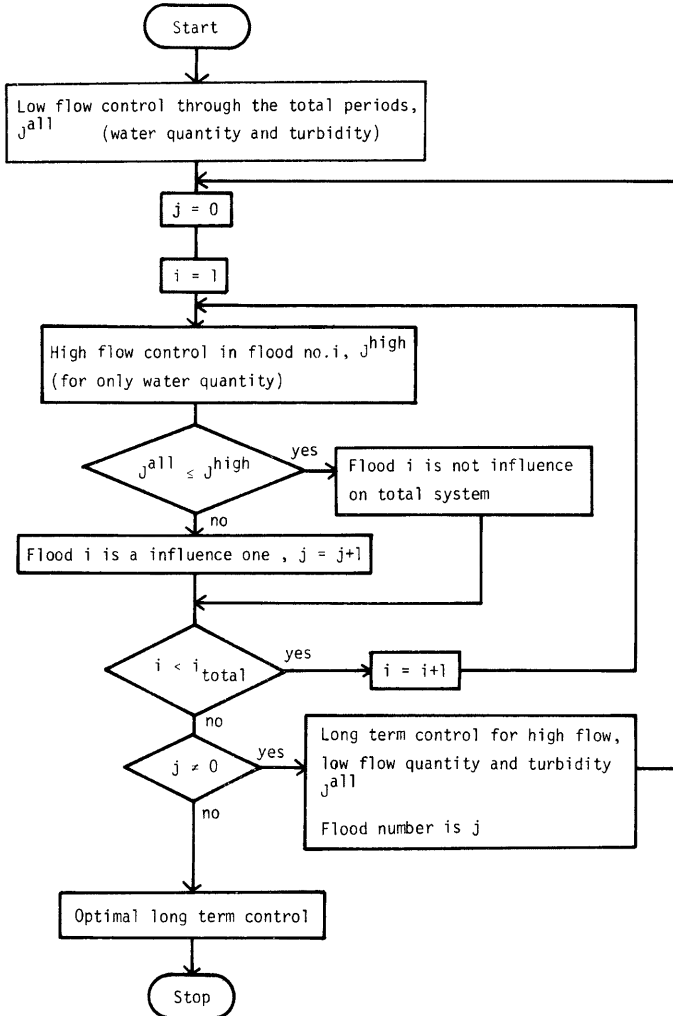 Start
Low flow control through the total periods,
J^all (water quantity and turbidity)
j = 0
i = 1
High flow control in flood no.i, J^high
(for only water quantity)
J^all ≤ J^high
yes
Flood i is not influence
on total system
no
Flood i is a influence one , j = j+1
i < i_total
yes
i = i+1
no
j ≠ 0
yes
Long term control for high flow,
low flow quantity and turbidity
J^all
Flood number is j
no
Optimal long term control
Stop